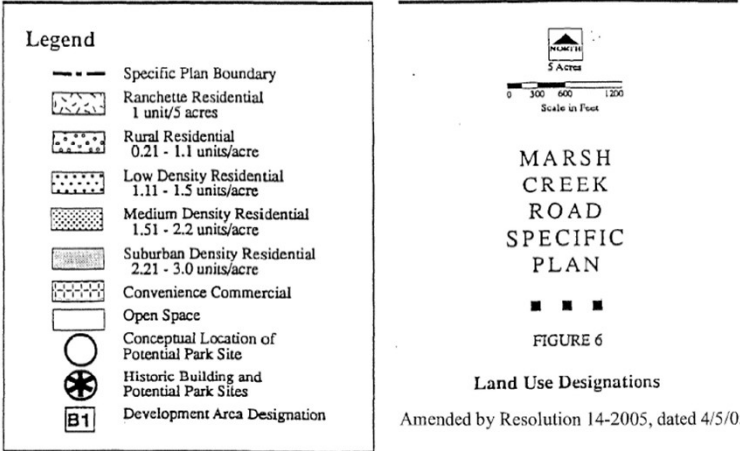 Legend
Specific Plan Boundary
Ranchette Residential
1 unit/5 acres
Rural Residential
0.21 - 1.1 units/acre
Low Density Residential
1.11 - 1.5 units/acre
Medium Density Residential
1.51 - 2.2 units/acre
Suburban Density Residential
2.21 - 3.0 units/acre
Convenience Commercial
Open Space
Conceptual Location of
Potential Park Site
Historic Building and
Potential Park Sites
B1 Development Area Designation
NORTH
5 Acres
0 300 600 1200
Scale in Feet
MARSH
CREEK
ROAD
SPECIFIC
PLAN
FIGURE 6
Land Use Designations
Amended by Resolution 14-2005, dated 4/5/0